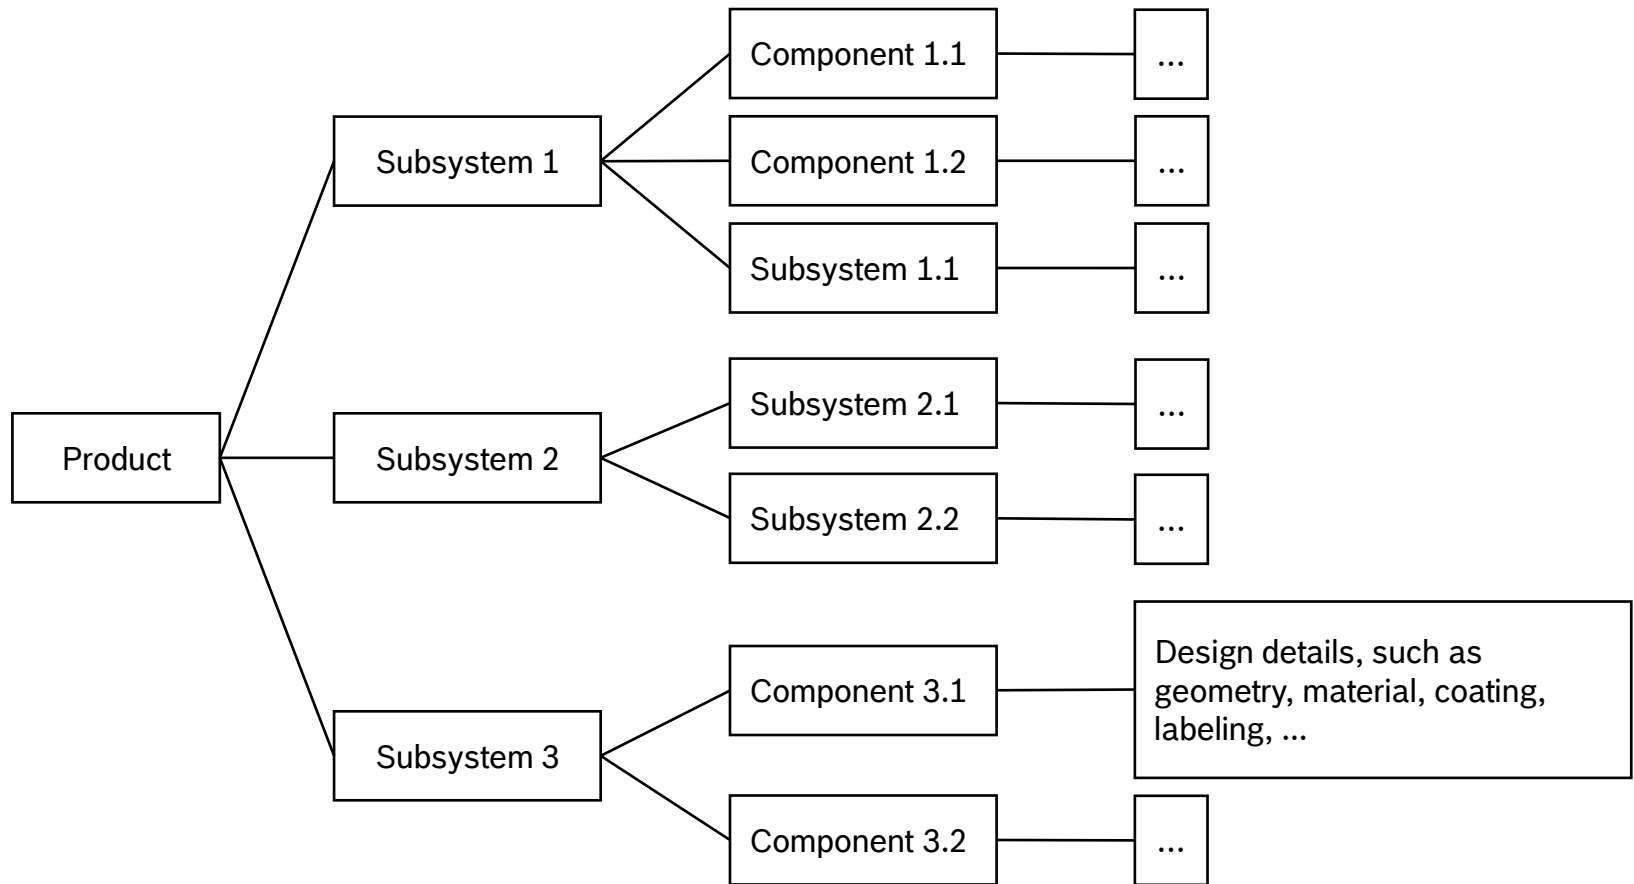 Component 1.1
...
Subsystem 1
Component 1.2
...
Subsystem 1.1
...
Subsystem 2.1
...
Product
Subsystem 2
Subsystem 2.2
...
Component 3.1
Design details, such as
geometry, material, coating,
labeling, ...
Subsystem 3
Component 3.2
...